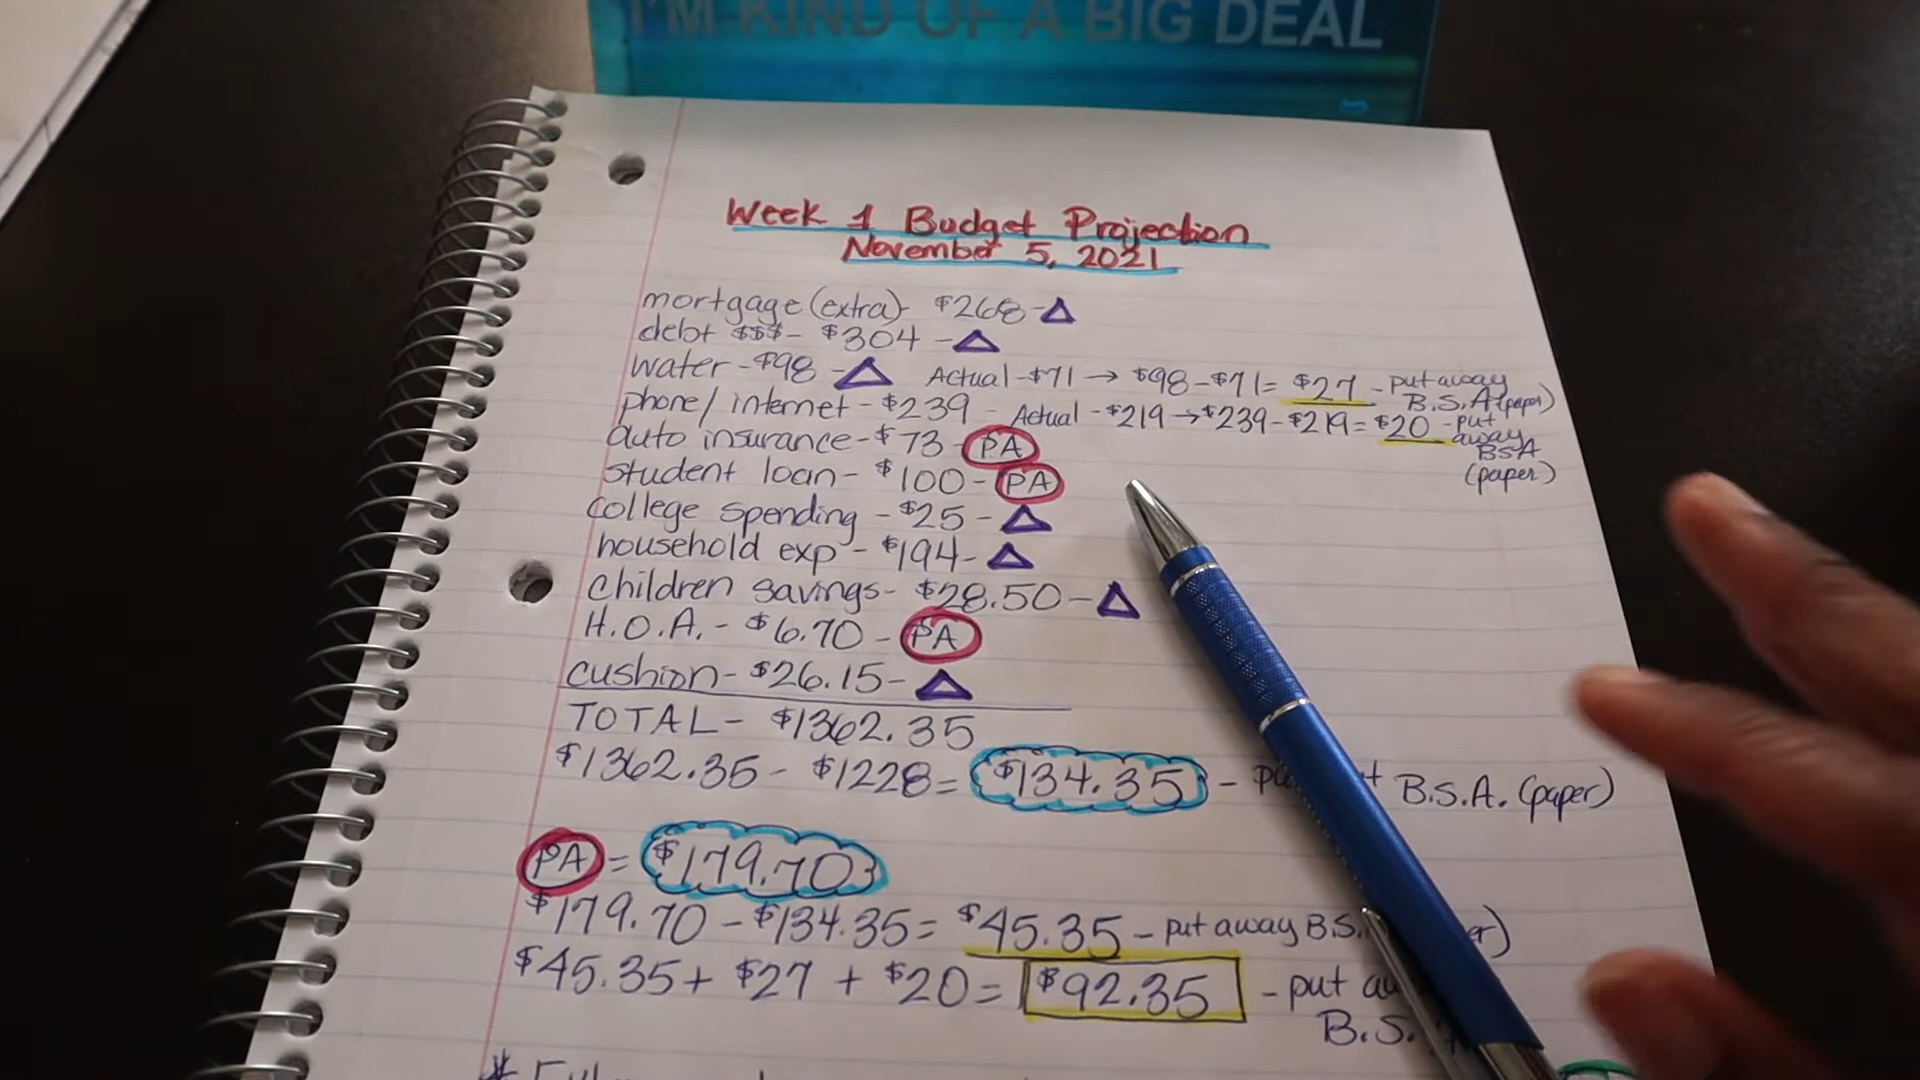 I'M KIND OF A BIG DEAL
Week 1 Budget Projection
November 5, 2021
mortgage (extra)- $268-△
debt $$$- $304 -△
water-$98-△ Actual-$71 → $98-$71= $27 -put away
B.S.A (paper)
phone/internet-$239 - Actual -$219 →$239-$219= $20 -put
away
BSA
(paper)
auto insurance-$73-PA
student loan- $100-PA
college spending -$25-△
household exp - $194-△
children savings- $28.50-△
H.O.A.- $6.70-PA
cushion-$26.15-△
TOTAL- $1362.35
$1362.35- $1228= $134.35 - B.S.A. (paper)
PA = $179.70
$179.70-$134.35= $45.35-put away B.S.
$45.35+ $27 + $20= $92.35 -put
B.S.